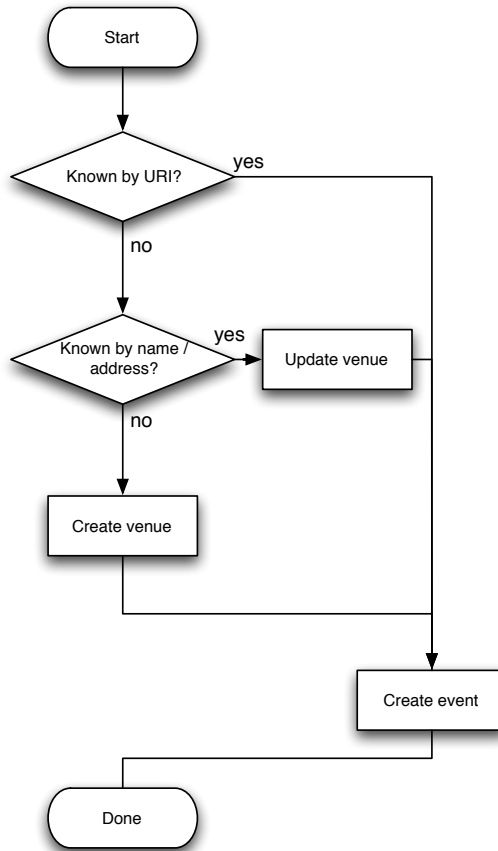 Start
Known by URI?
yes
no
Known by name /
address?
yes
Update venue
no
Create venue
Create event
Done